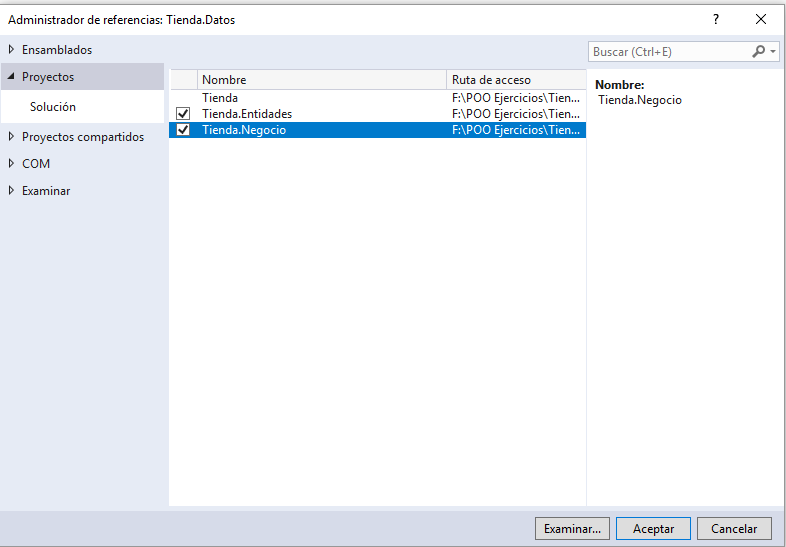 Administrador de referencias: Tienda.Datos
?
Ensamblados
Proyectos
Solución
Proyectos compartidos
COM
Examinar
Nombre Ruta de acceso
Tienda F:\POO Ejercicios\Tien...
Tienda.Entidades F:\POO Ejercicios\Tien...
Tienda.Negocio F:\POO Ejercicios\Tien...
Buscar (Ctrl+E)
Nombre:
Tienda.Negocio
Examinar... Aceptar Cancelar